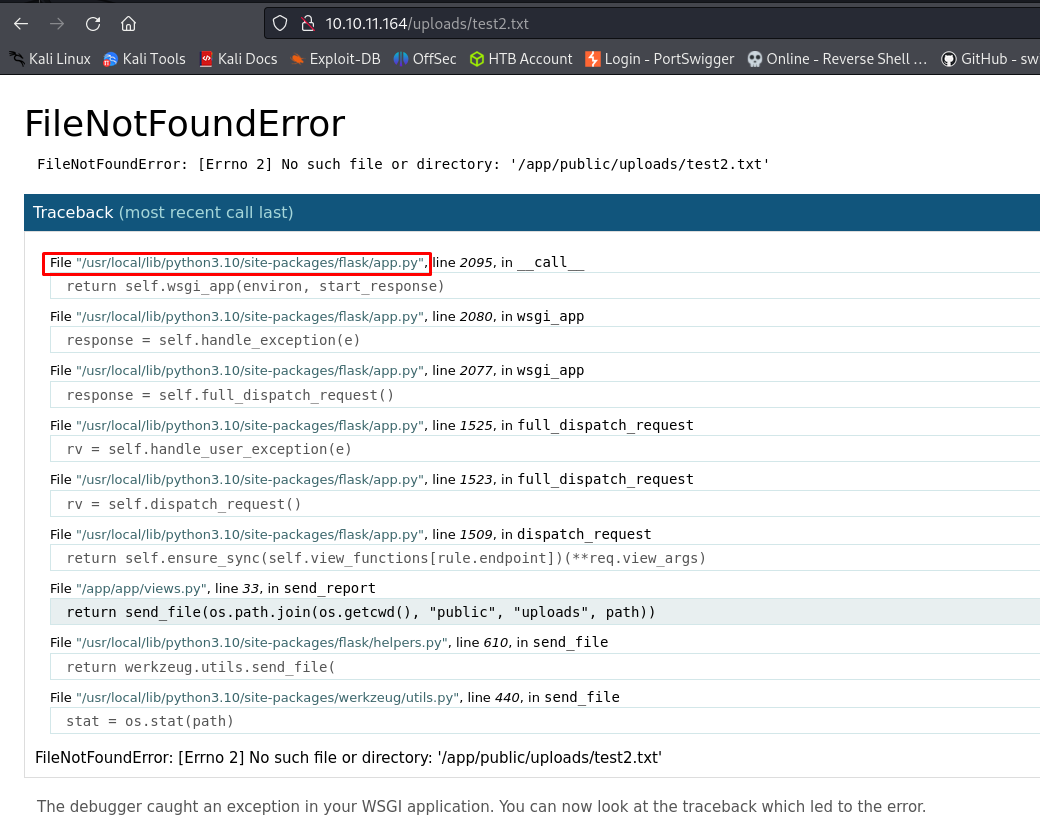 10.10.11.164/uploads/test2.txt
Kali Linux Kali Tools Kali Docs Exploit-DB OffSec HTB Account Login - PortSwigger Online - Reverse Shell ... GitHub - sw
FileNotFoundError
FileNotFoundError: [Errno 2] No such file or directory: '/app/public/uploads/test2.txt'
Traceback (most recent call last)
File "/usr/local/lib/python3.10/site-packages/flask/app.py", line 2095, in __call__
return self.wsgi_app(environ, start_response)
File "/usr/local/lib/python3.10/site-packages/flask/app.py", line 2080, in wsgi_app
response = self.handle_exception(e)
File "/usr/local/lib/python3.10/site-packages/flask/app.py", line 2077, in wsgi_app
response = self.full_dispatch_request()
File "/usr/local/lib/python3.10/site-packages/flask/app.py", line 1525, in full_dispatch_request
rv = self.handle_user_exception(e)
File "/usr/local/lib/python3.10/site-packages/flask/app.py", line 1523, in full_dispatch_request
rv = self.dispatch_request()
File "/usr/local/lib/python3.10/site-packages/flask/app.py", line 1509, in dispatch_request
return self.ensure_sync(self.view_functions[rule.endpoint])(**req.view_args)
File "/app/app/views.py", line 33, in send_report
return send_file(os.path.join(os.getcwd(), "public", "uploads", path))
File "/usr/local/lib/python3.10/site-packages/flask/helpers.py", line 610, in send_file
return werkzeug.utils.send_file(
File "/usr/local/lib/python3.10/site-packages/werkzeug/utils.py", line 440, in send_file
stat = os.stat(path)
FileNotFoundError: [Errno 2] No such file or directory: '/app/public/uploads/test2.txt'
The debugger caught an exception in your WSGI application. You can now look at the traceback which led to the error.